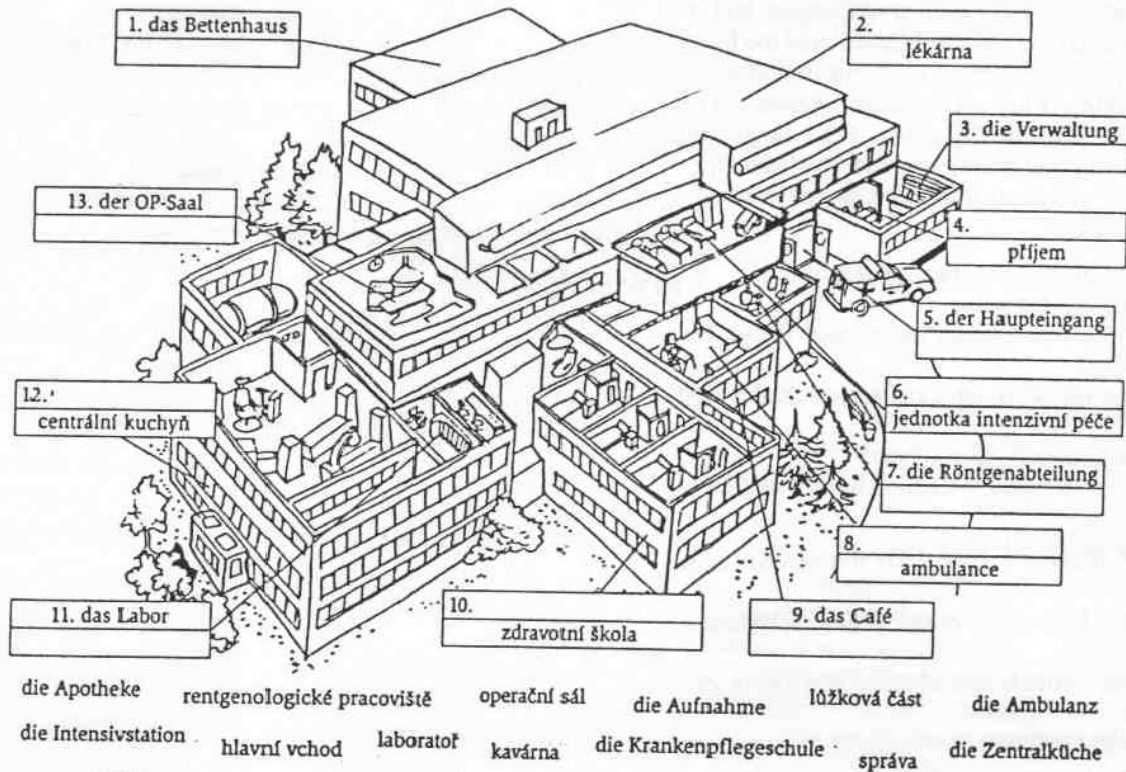 1. das Bettenhaus
2.
lékárna
3. die Verwaltung
13. der OP-Saal
4.
příjem
5. der Haupteingang
12.
centrální kuchyň
6.
jednotka intenzivní péče
7. die Röntgenabteilung
8.
ambulance
11. das Labor
10.
zdravotní škola
9. das Café
die Apotheke rentgenologické pracoviště operační sál die Aufnahme lůžková část die Ambulanz
die Intensivstation hlavní vchod laboratoř kavárna die Krankenpflegeschule správa die Zentralküche